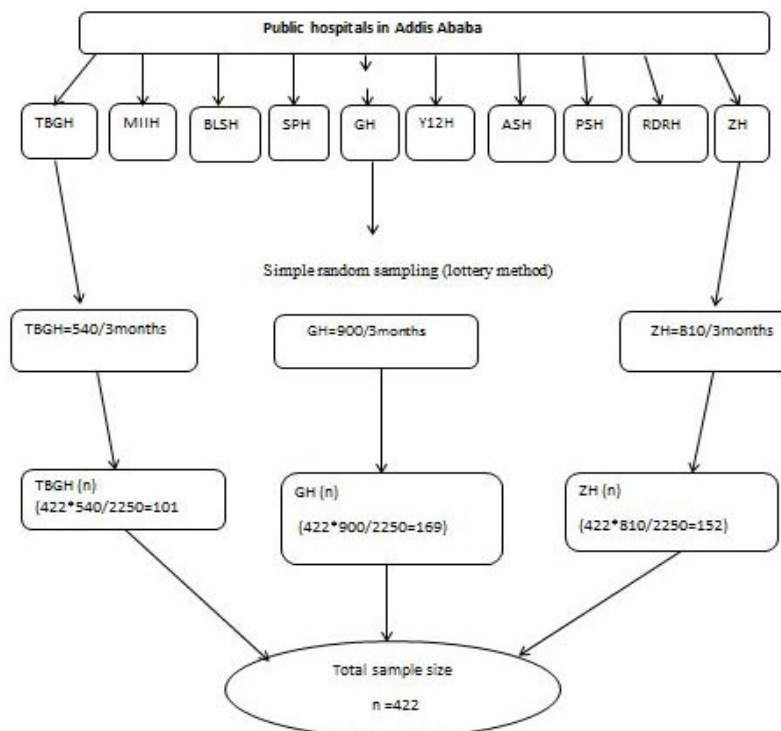 Public hospitals in Addis Ababa
TBGH
MIIH
BLSH
SPH
GH
Y12H
ASH
PSH
RDRH
ZH
Simple random sampling (lottery method)
TBGH=540/3months
GH=900/3months
ZH=810/3months
TBGH (n)
(422*540/2250=101
GH (n)
(422*900/2250=169)
ZH (n)
(422*810/2250=152)
Total sample size
n =422